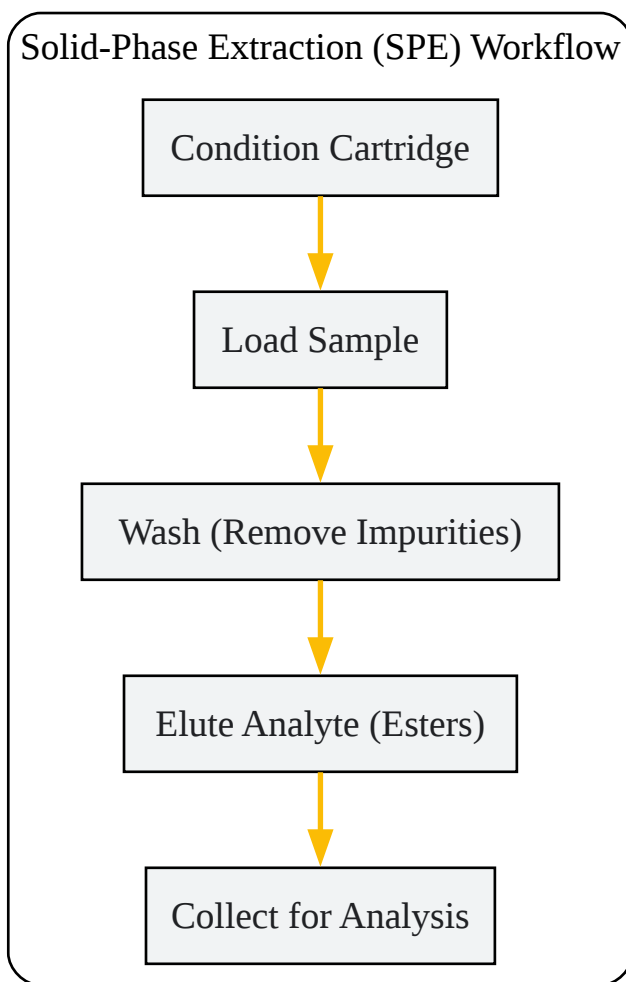 Solid-Phase Extraction (SPE) Workflow
Condition Cartridge
Load Sample
Wash (Remove Impurities)
Elute Analyte (Esters)
Collect for Analysis